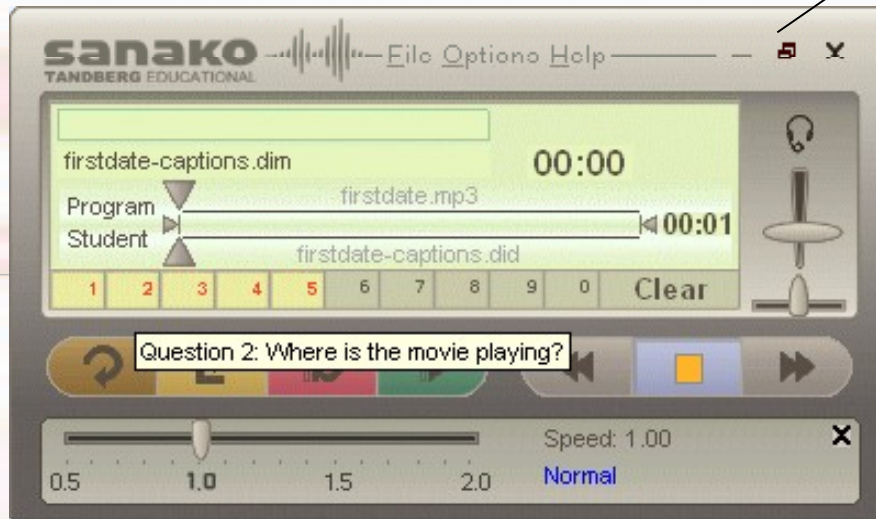 sanako
TANDBERG EDUCATIONAL
File Options Help
firstdate-captions.dim 00:00
Program firstdate.mp3
00:01
Student firstdate-captions.did
1 2 3 4 5 6 7 8 9 0 Clear
Question 2: Where is the movie playing?
Speed: 1.00
0.5 1.0 1.5 2.0 Normal